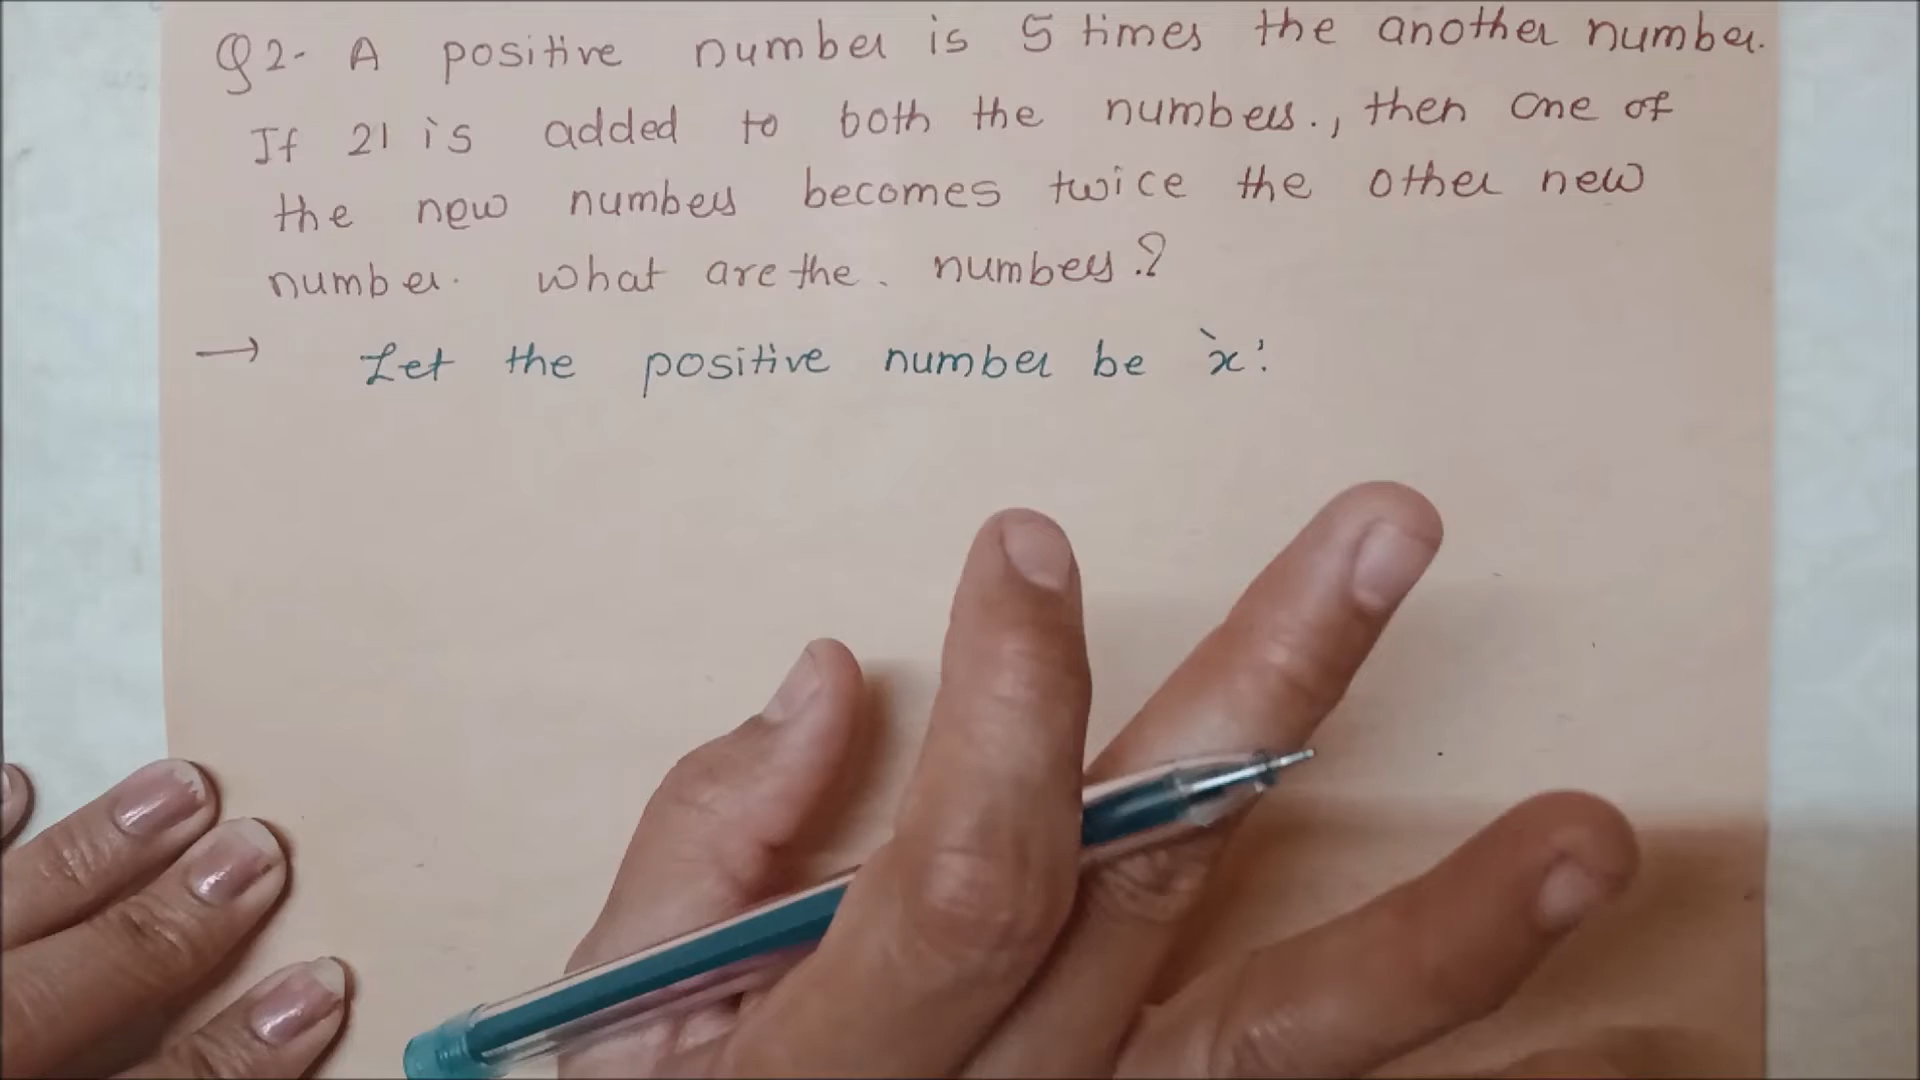 Q2- A positive number is 5 times the another number.
If 21 is added to both the numbers., then one of
the new numbers becomes twice the other new
number. what are the. numbers?
→ Let the positive number be 'x'.